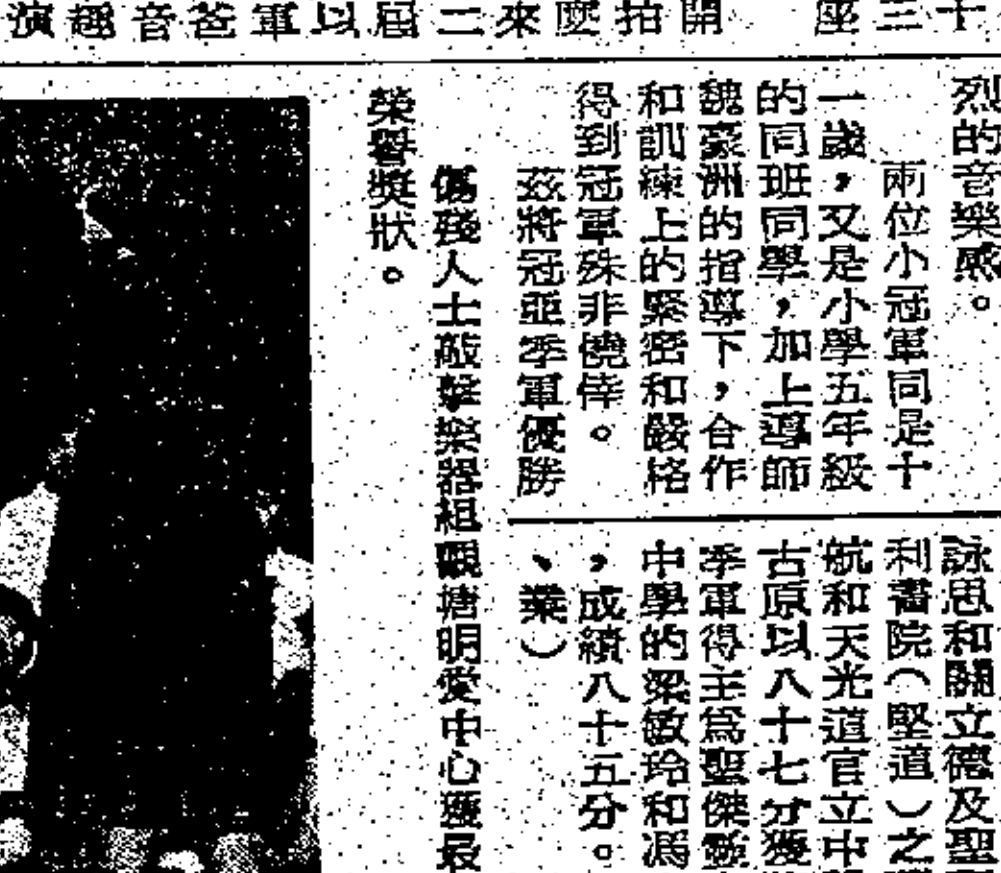 座三十
開拍麼來二屆以軍爸音趣演
烈的音樂感。
兩位小冠軍同是十
一歲，又是小學五年級
的同班同學，加上導師
魏豪洲的指導下，合作
和訓練上的緊密和嚴格
得到冠軍殊非僥倖。
茲將冠亞季軍優勝
詠思和關立德及聖
利書院（堅道）之
航和天光道官立中
古原以八十七分獲
季軍得主為聖傑
中學的梁敏玲和馮
，成績八十五分。
、業）
傷殘人士敲擊樂器組觀塘明愛中心獲最
榮譽獎狀。